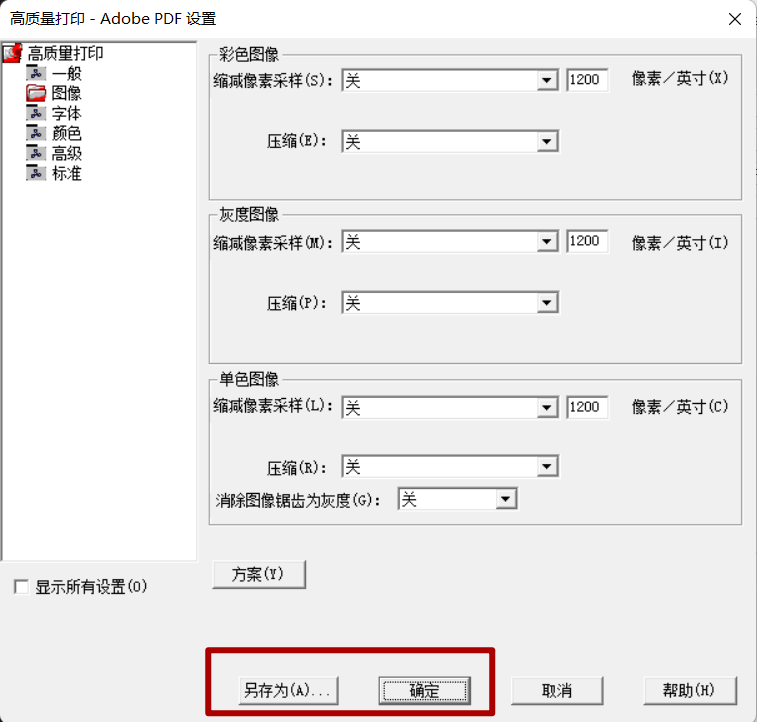 高质量打印 - Adobe PDF 设置
高质量打印
一般
图像
字体
颜色
高级
标准
显示所有设置(O)
彩色图像
缩减像素采样(S): 关 1200 像素／英寸(X)
压缩(E): 关
灰度图像
缩减像素采样(M): 关 1200 像素／英寸(I)
压缩(P): 关
单色图像
缩减像素采样(L): 关 1200 像素／英寸(C)
压缩(R): 关
消除图像锯齿为灰度(G): 关
方案(Y)
另存为(A)... 确定 取消 帮助(H)